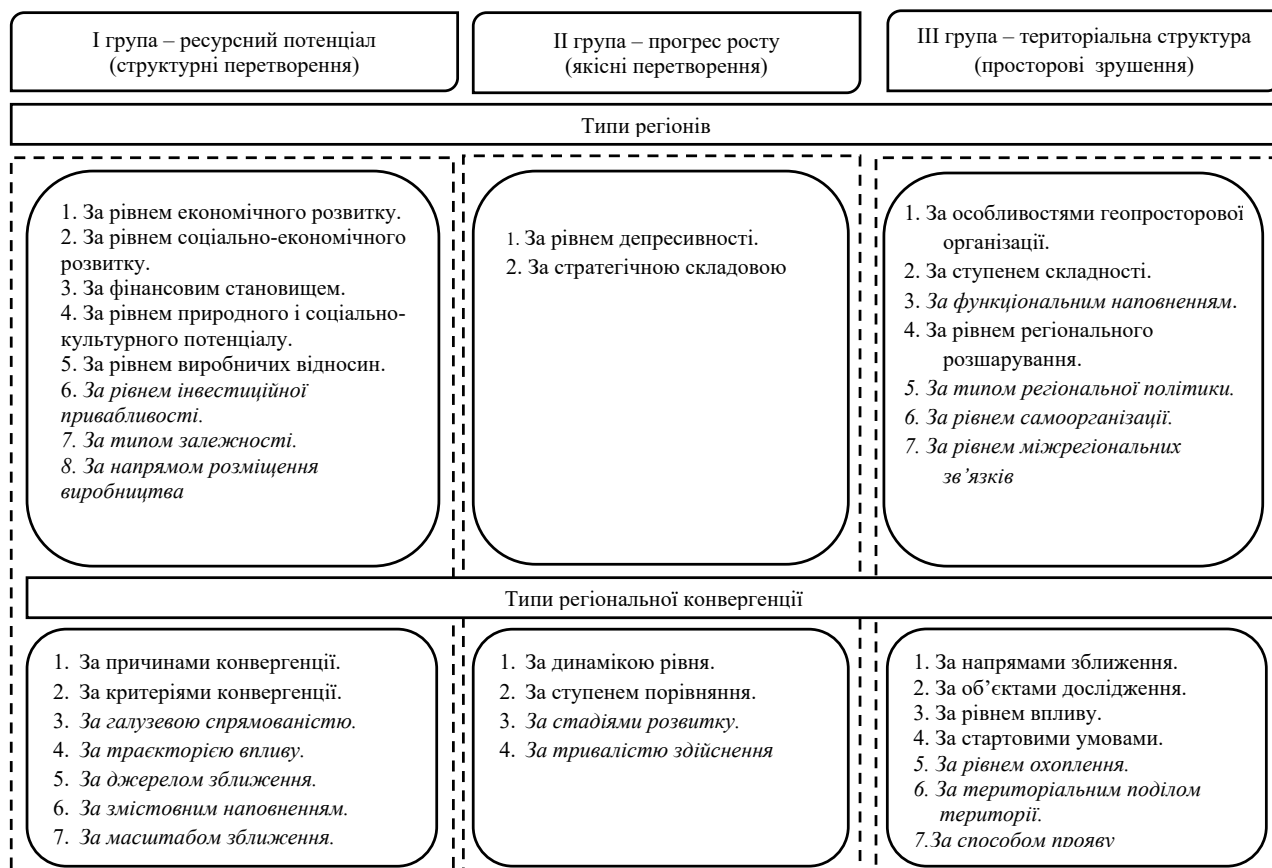 І група – ресурсний потенціал
(структурні перетворення)
ІІ група – прогрес росту
(якісні перетворення)
ІІІ група – територіальна структура
(просторові зрушення)
Типи регіонів
1. За рівнем економічного розвитку.
2. За рівнем соціально-економічного
розвитку.
3. За фінансовим становищем.
4. За рівнем природного і соціально-
культурного потенціалу.
5. За рівнем виробничих відносин.
6. За рівнем інвестиційної
привабливості.
7. За типом залежності.
8. За напрямом розміщення
виробництва
1. За рівнем депресивності.
2. За стратегічною складовою
1. За особливостями геопросторової
організації.
2. За ступенем складності.
3. За функціональним наповненням.
4. За рівнем регіонального
розшарування.
5. За типом регіональної політики.
6. За рівнем самоорганізації.
7. За рівнем міжрегіональних
зв’язків
Типи регіональної конвергенції
1. За причинами конвергенції.
2. За критеріями конвергенції.
3. За галузевою спрямованістю.
4. За траєкторією впливу.
5. За джерелом зближення.
6. За змістовним наповненням.
7. За масштабом зближення.
1. За динамікою рівня.
2. За ступенем порівняння.
3. За стадіями розвитку.
4. За тривалістю здійснення
1. За напрямами зближення.
2. За об’єктами дослідження.
3. За рівнем впливу.
4. За стартовими умовами.
5. За рівнем охоплення.
6. За територіальним поділом
території.
7.За способом прояву